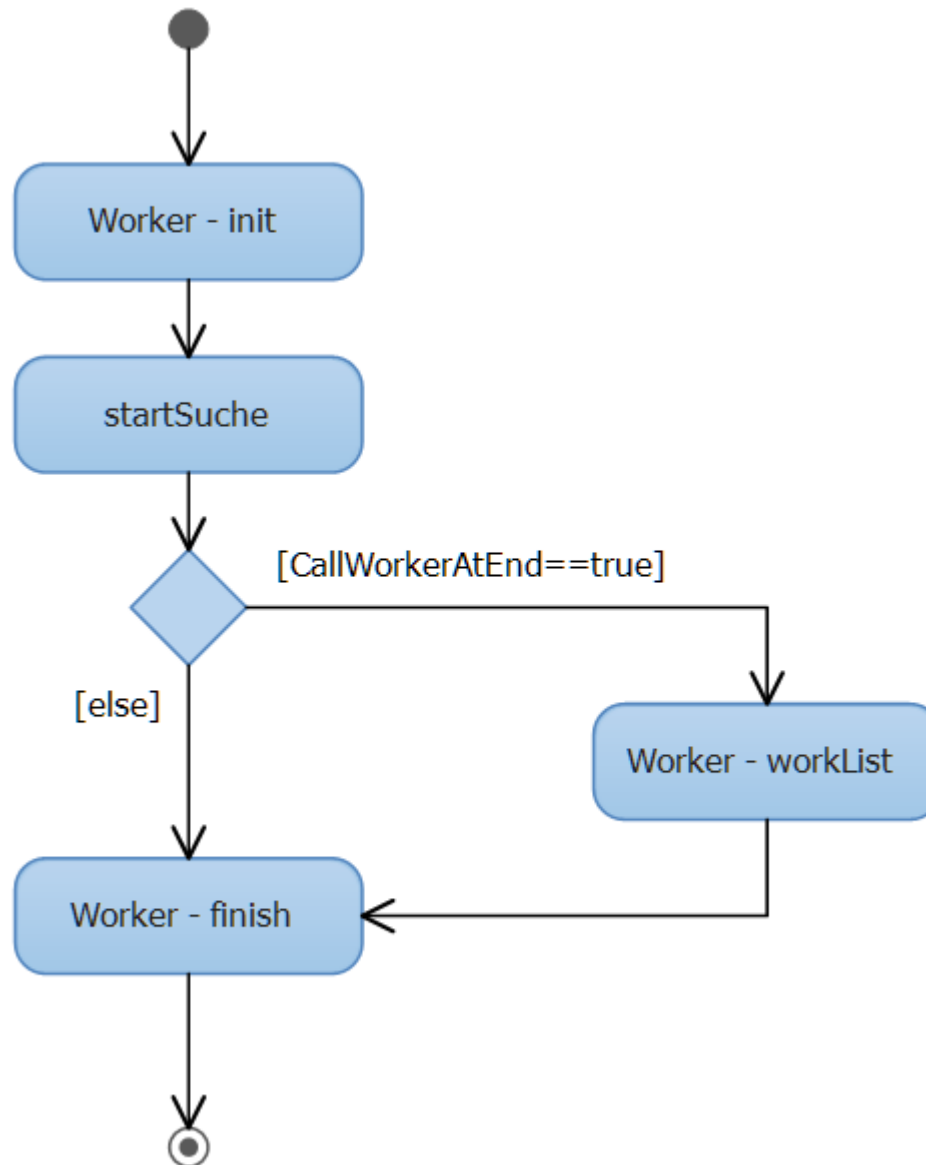 Worker - init
startSuche
[CallWorkerAtEnd==true]
[else]
Worker - workList
Worker - finish